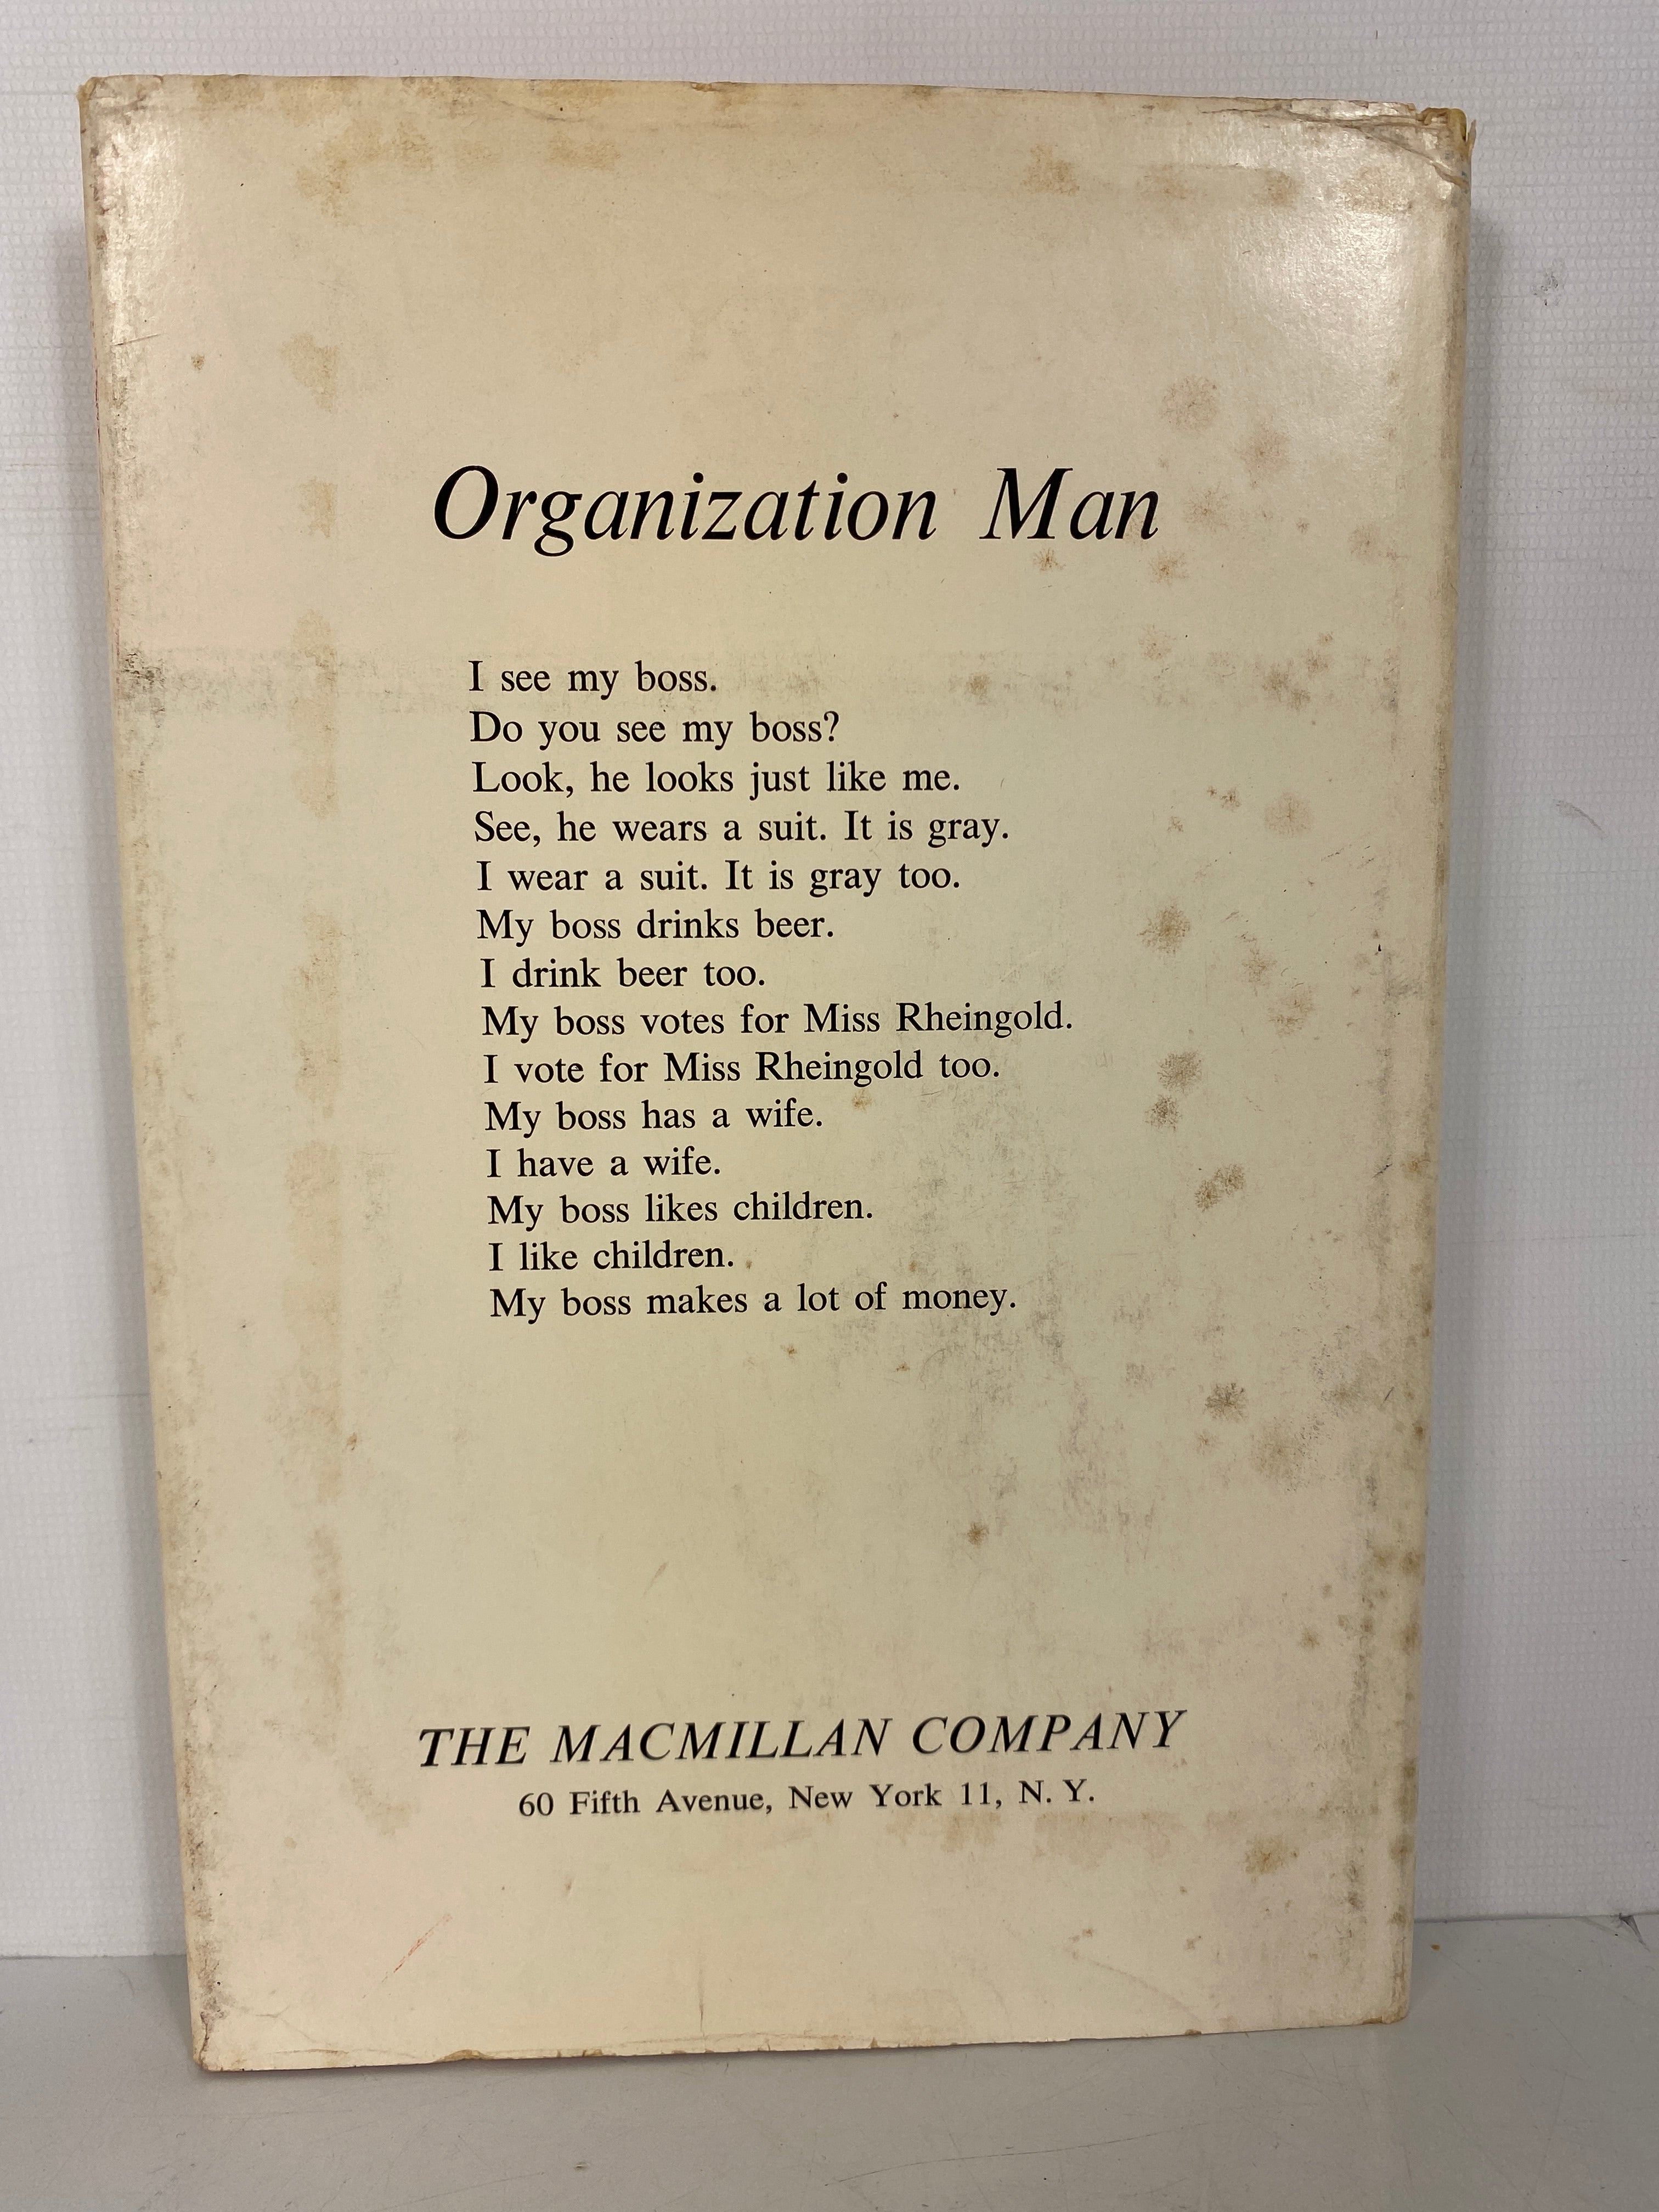 Organization Man
I see my boss.
Do you see my boss?
Look, he looks just like me.
See, he wears a suit. It is gray.
I wear a suit. It is gray too.
My boss drinks beer.
I drink beer too.
My boss votes for Miss Rheingold.
I vote for Miss Rheingold too.
My boss has a wife.
I have a wife.
My boss likes children.
I like children.
My boss makes a lot of money.
THE MACMILLAN COMPANY
60 Fifth Avenue, New York 11, N. Y.